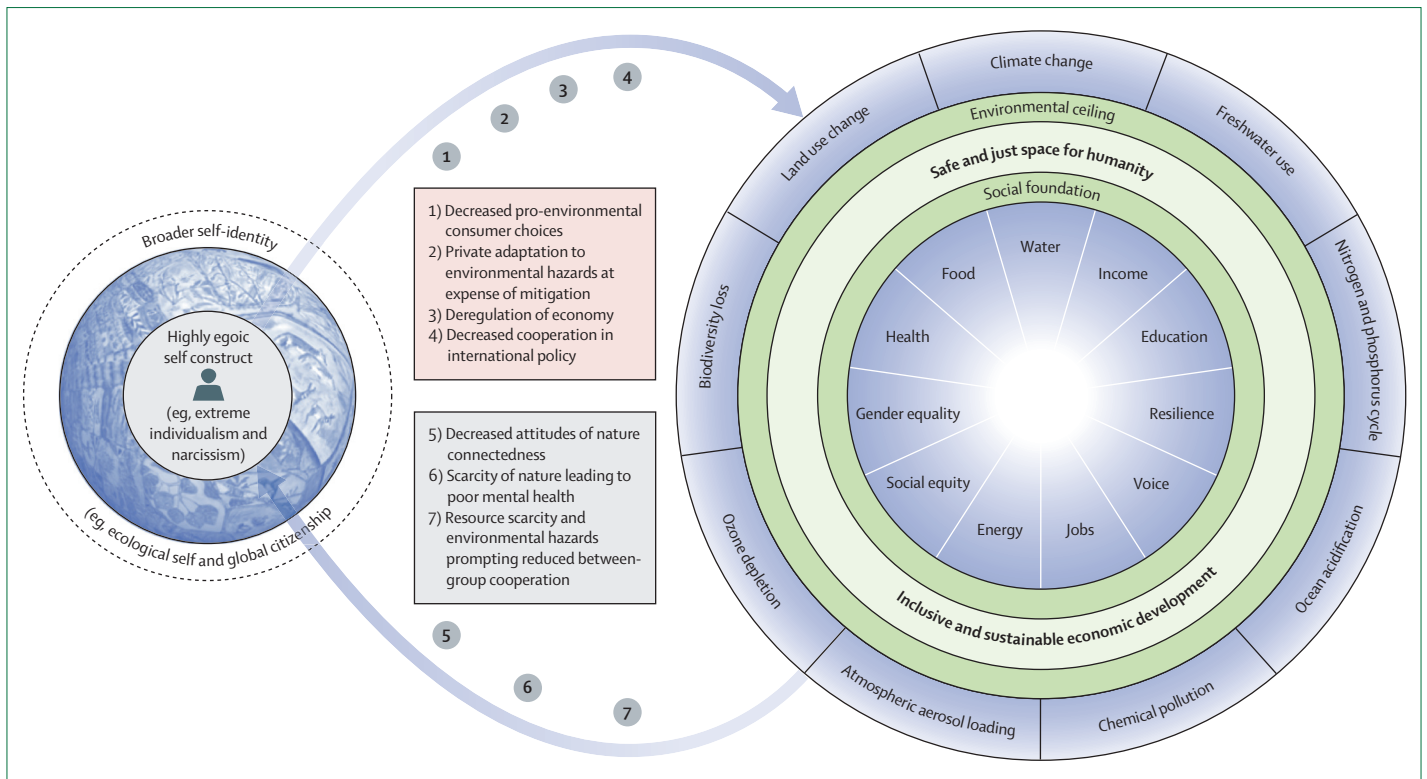 Broader self-identity
Highly egoic
self construct
(eg, extreme
individualism and
narcissism)
(eg, ecological self and global citizenship
1
2
3
4
1) Decreased pro-environmental
consumer choices
2) Private adaptation to
environmental hazards at
expense of mitigation
3) Deregulation of economy
4) Decreased cooperation in
international policy
5) Decreased attitudes of nature
connectedness
6) Scarcity of nature leading to
poor mental health
7) Resource scarcity and
environmental hazards
prompting reduced between-
group cooperation
5
6
7
Climate change
Freshwater use
Nitrogen and phosphorus cycle
Ocean acidification
Chemical pollution
Atmospheric aerosol loading
Ozone depletion
Biodiversity loss
Land use change
Environmental ceiling
Safe and just space for humanity
Social foundation
Water
Income
Education
Resilience
Voice
Jobs
Energy
Social equity
Gender equality
Health
Food
Inclusive and sustainable economic development